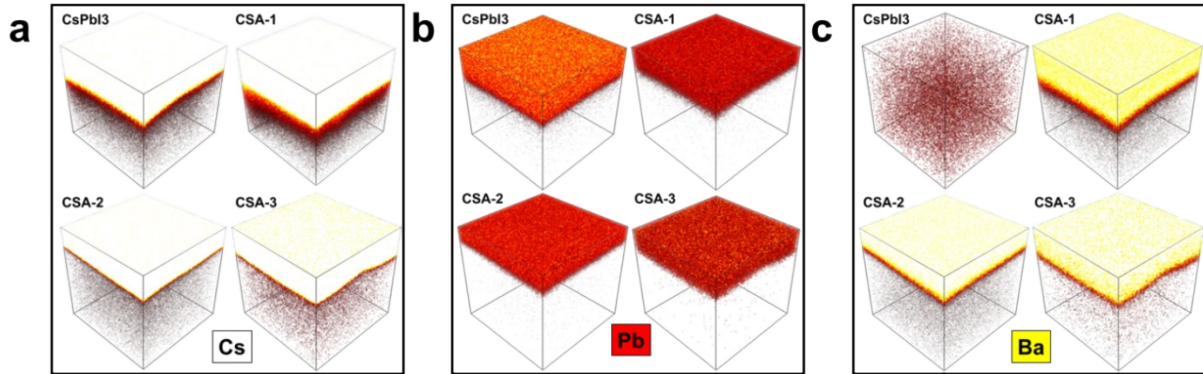 a
CsPbI3 CSA-1
CSA-2 CSA-3
Cs
b
CsPbI3 CSA-1
CSA-2 CSA-3
Pb
c
CsPbI3 CSA-1
CSA-2 CSA-3
Ba